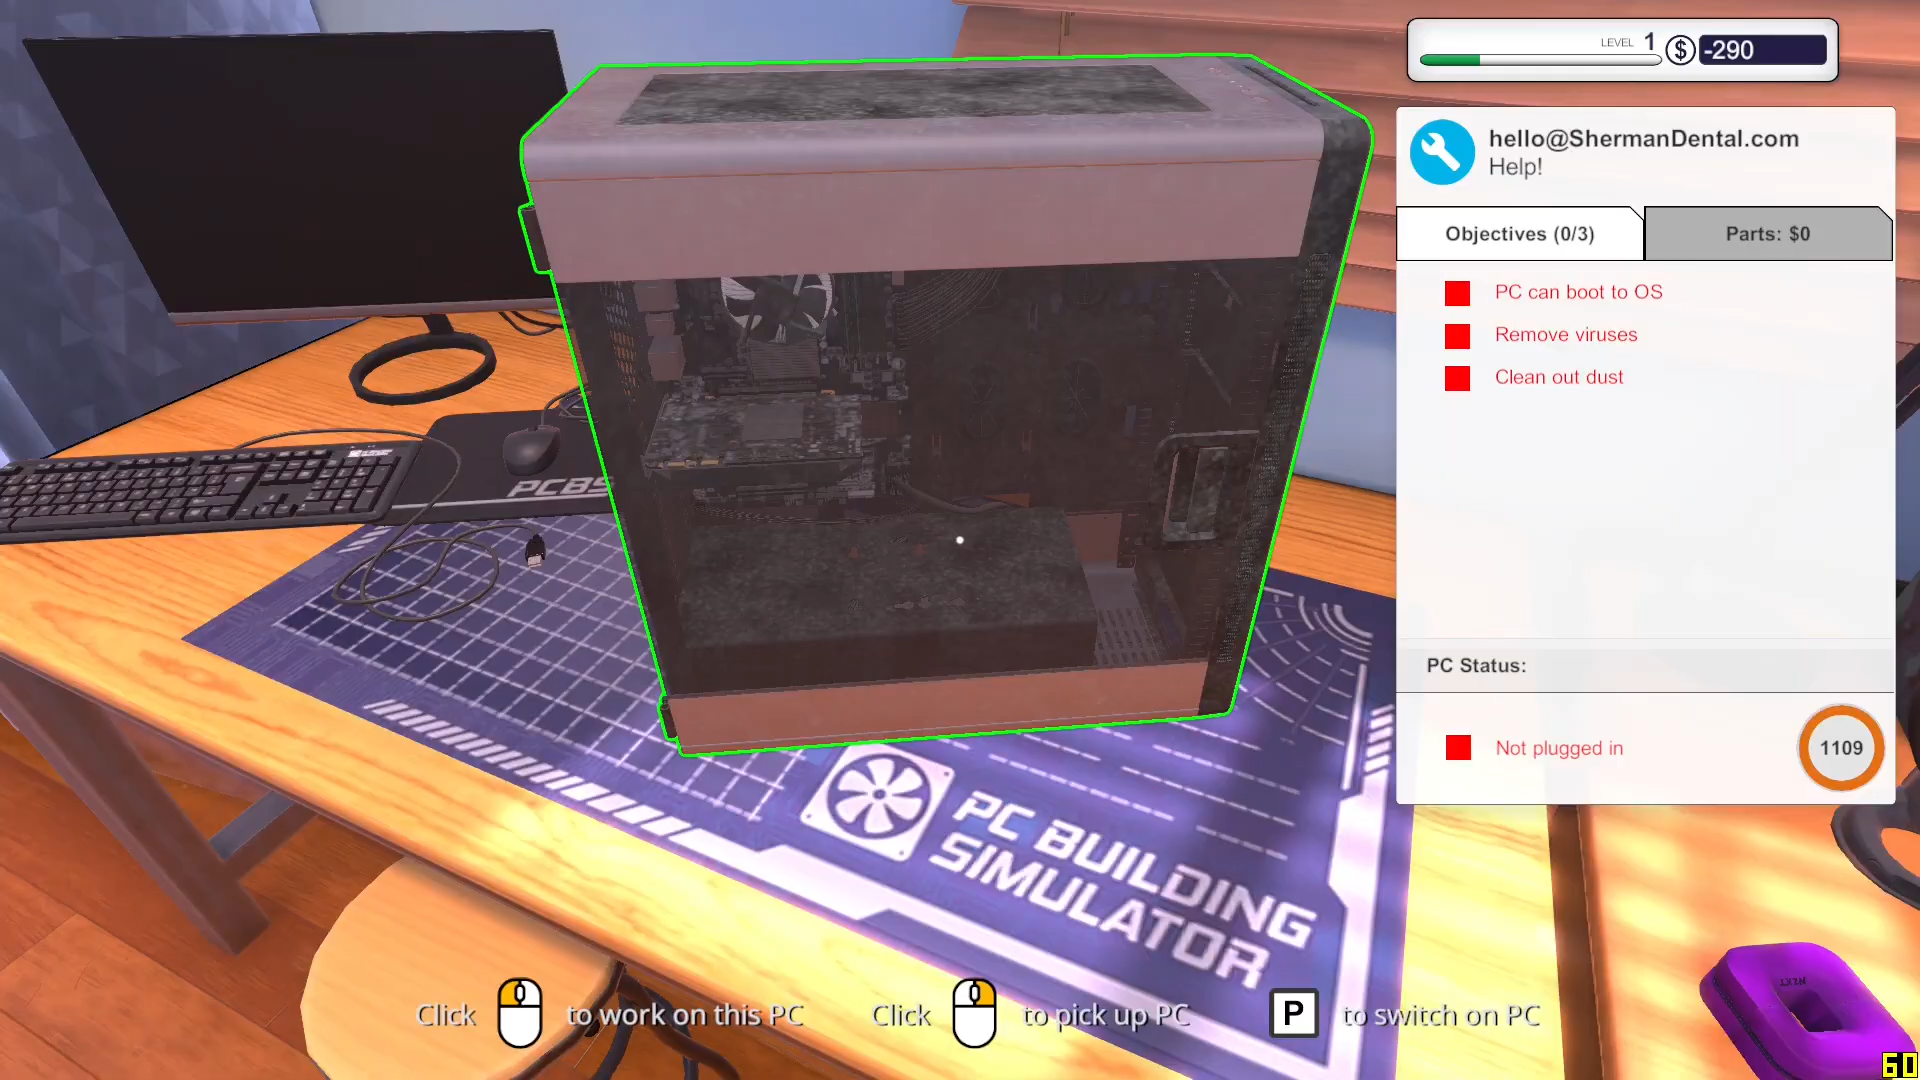 LEVEL 1 $ -290
hello@ShermanDental.com
Help!
Objectives (0/3)
Parts: $0
PC can boot to OS
Remove viruses
Clean out dust
PC Status:
Not plugged in
1109
PCBS
PC BUILDING
SIMULATOR
NZXT
Click to work on this PC
Click to pick up PC
P to switch on PC
60